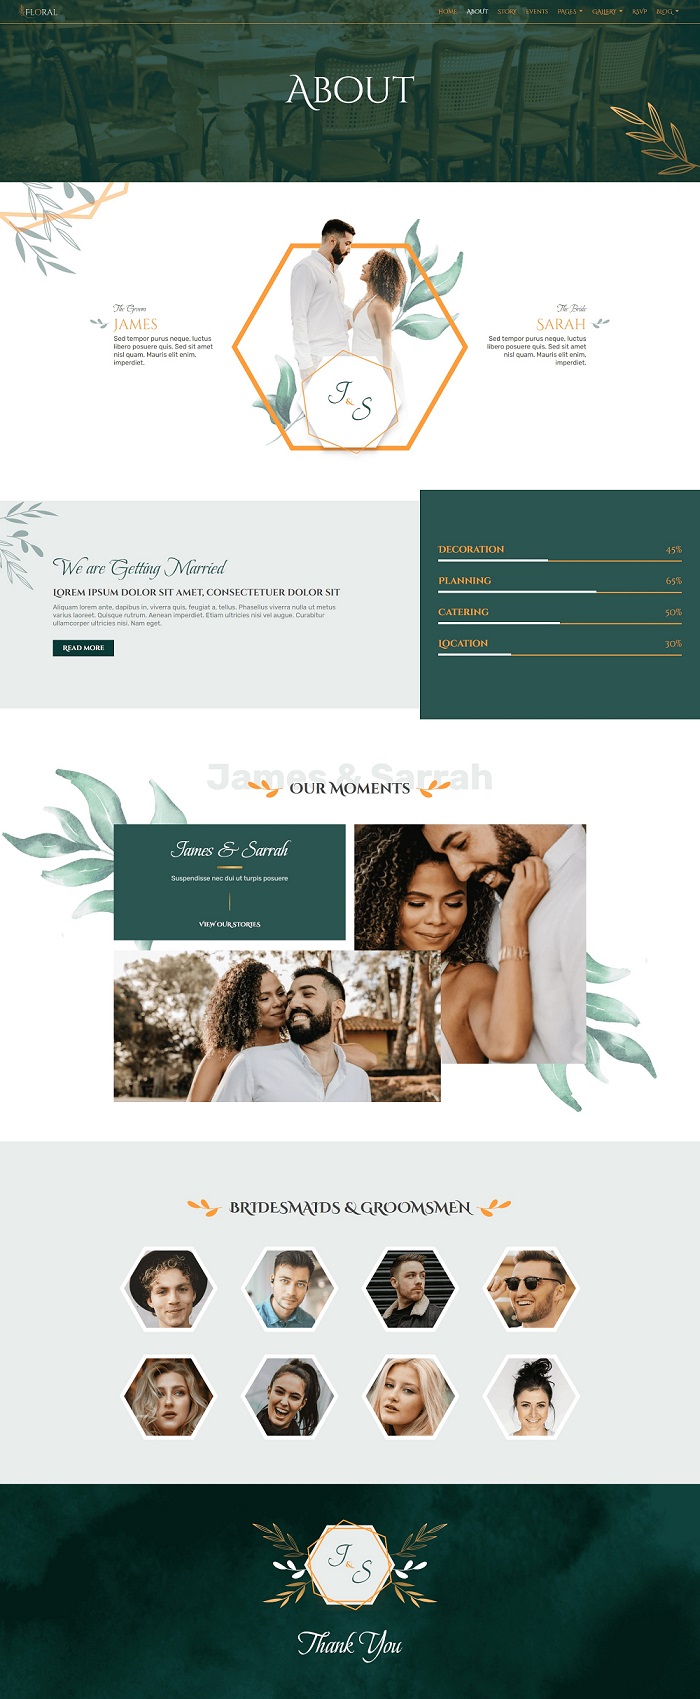 FLORAL
HOME ABOUT STORY EVENTS PAGES GALLERY RSVP BLOG
ABOUT
The Groom
JAMES
Sed tempor purus neque, luctus
libero posuere quis. Sed sit amet
nisl quam. Mauris elit enim,
imperdiet.
The Bride
SARAH
Sed tempor purus neque, luctus
libero posuere quis. Sed sit amet
nisl quam. Mauris elit enim,
imperdiet.
J & S
We are Getting Married
LOREM IPSUM DOLOR SIT AMET, CONSECTETUER DOLOR SIT
Aliquam lorem ante, dapibus in, viverra quis, feugiat a, tellus. Phasellus viverra nulla ut metus
varius laoreet. Quisque rutrum. Aenean imperdiet. Etiam ultricies nisi vel augue. Curabitur
ullamcorper ultricies nisi. Nam eget.
READ MORE
DECORATION 45%
PLANNING 65%
CATERING 50%
LOCATION 30%
James & Sarrah
OUR MOMENTS
James & Sarrah
Suspendisse nec dui ut turpis posuere
VIEW OUR STORIES
BRIDESMAIDS & GROOMSMEN
J & S
Thank You